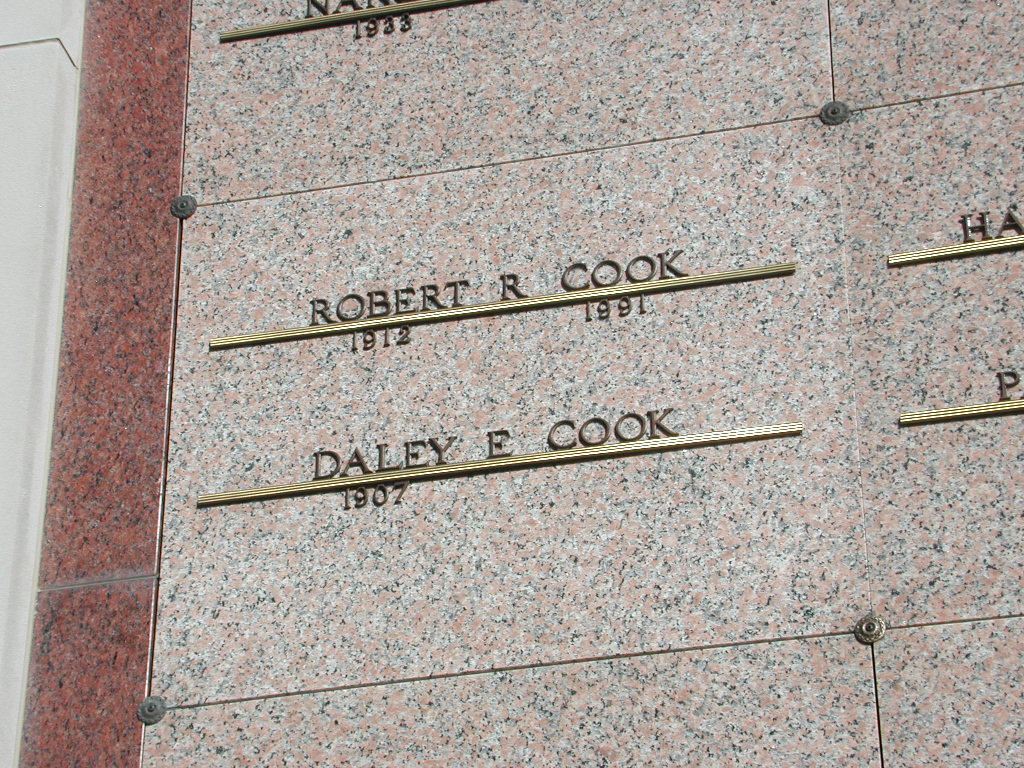 1933
ROBERT R COOK
1912 1991
DALEY E COOK
1907